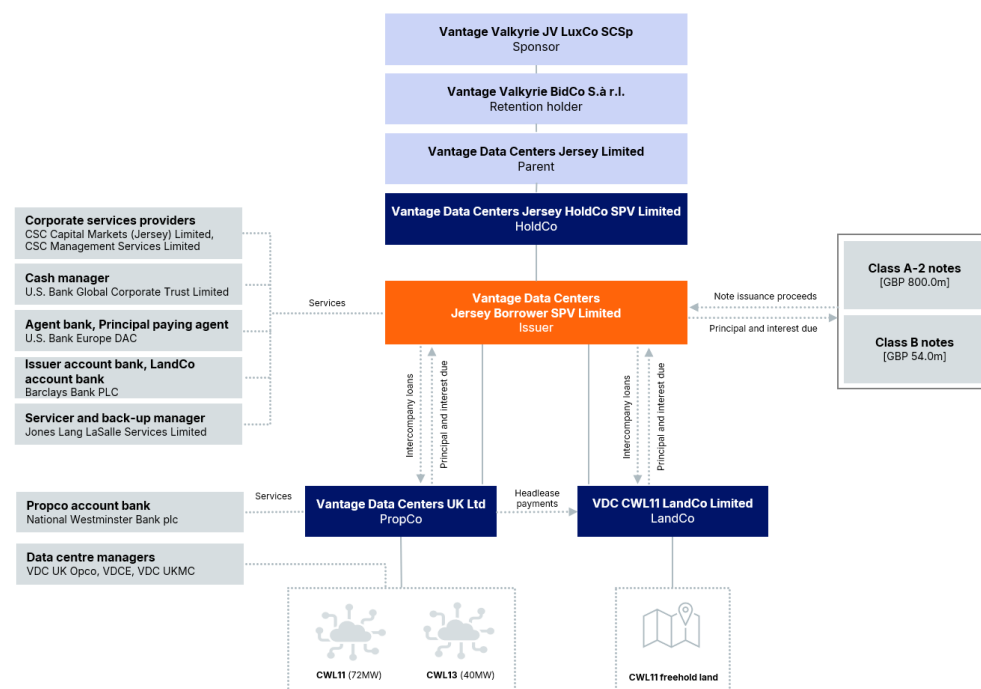 Vantage Valkyrie JV LuxCo SCSp
Sponsor
Vantage Valkyrie BidCo S.à r.l.
Retention holder
Vantage Data Centers Jersey Limited
Parent
Vantage Data Centers Jersey HoldCo SPV Limited
HoldCo
Corporate services providers
CSC Capital Markets (Jersey) Limited,
CSC Management Services Limited
Cash manager
U.S. Bank Global Corporate Trust Limited
Agent bank, Principal paying agent
U.S. Bank Europe DAC
Issuer account bank, LandCo
account bank
Barclays Bank PLC
Servicer and back-up manager
Jones Lang LaSalle Services Limited
Services
Vantage Data Centers
Jersey Borrower SPV Limited
Issuer
Note issuance proceeds
Principal and interest due
Class A-2 notes
[GBP 800.0m]
Class B notes
[GBP 54.0m]
Intercompany loans
Principal and interest due
Intercompany loans
Principal and interest due
Propco account bank
National Westminster Bank plc
Services
Vantage Data Centers UK Ltd
PropCo
Headlease
payments
VDC CWL11 LandCo Limited
LandCo
Data centre managers
VDC UK Opco, VDCE, VDC UKMC
CWL11 (72MW)
CWL13 (40MW)
CWL11 freehold land